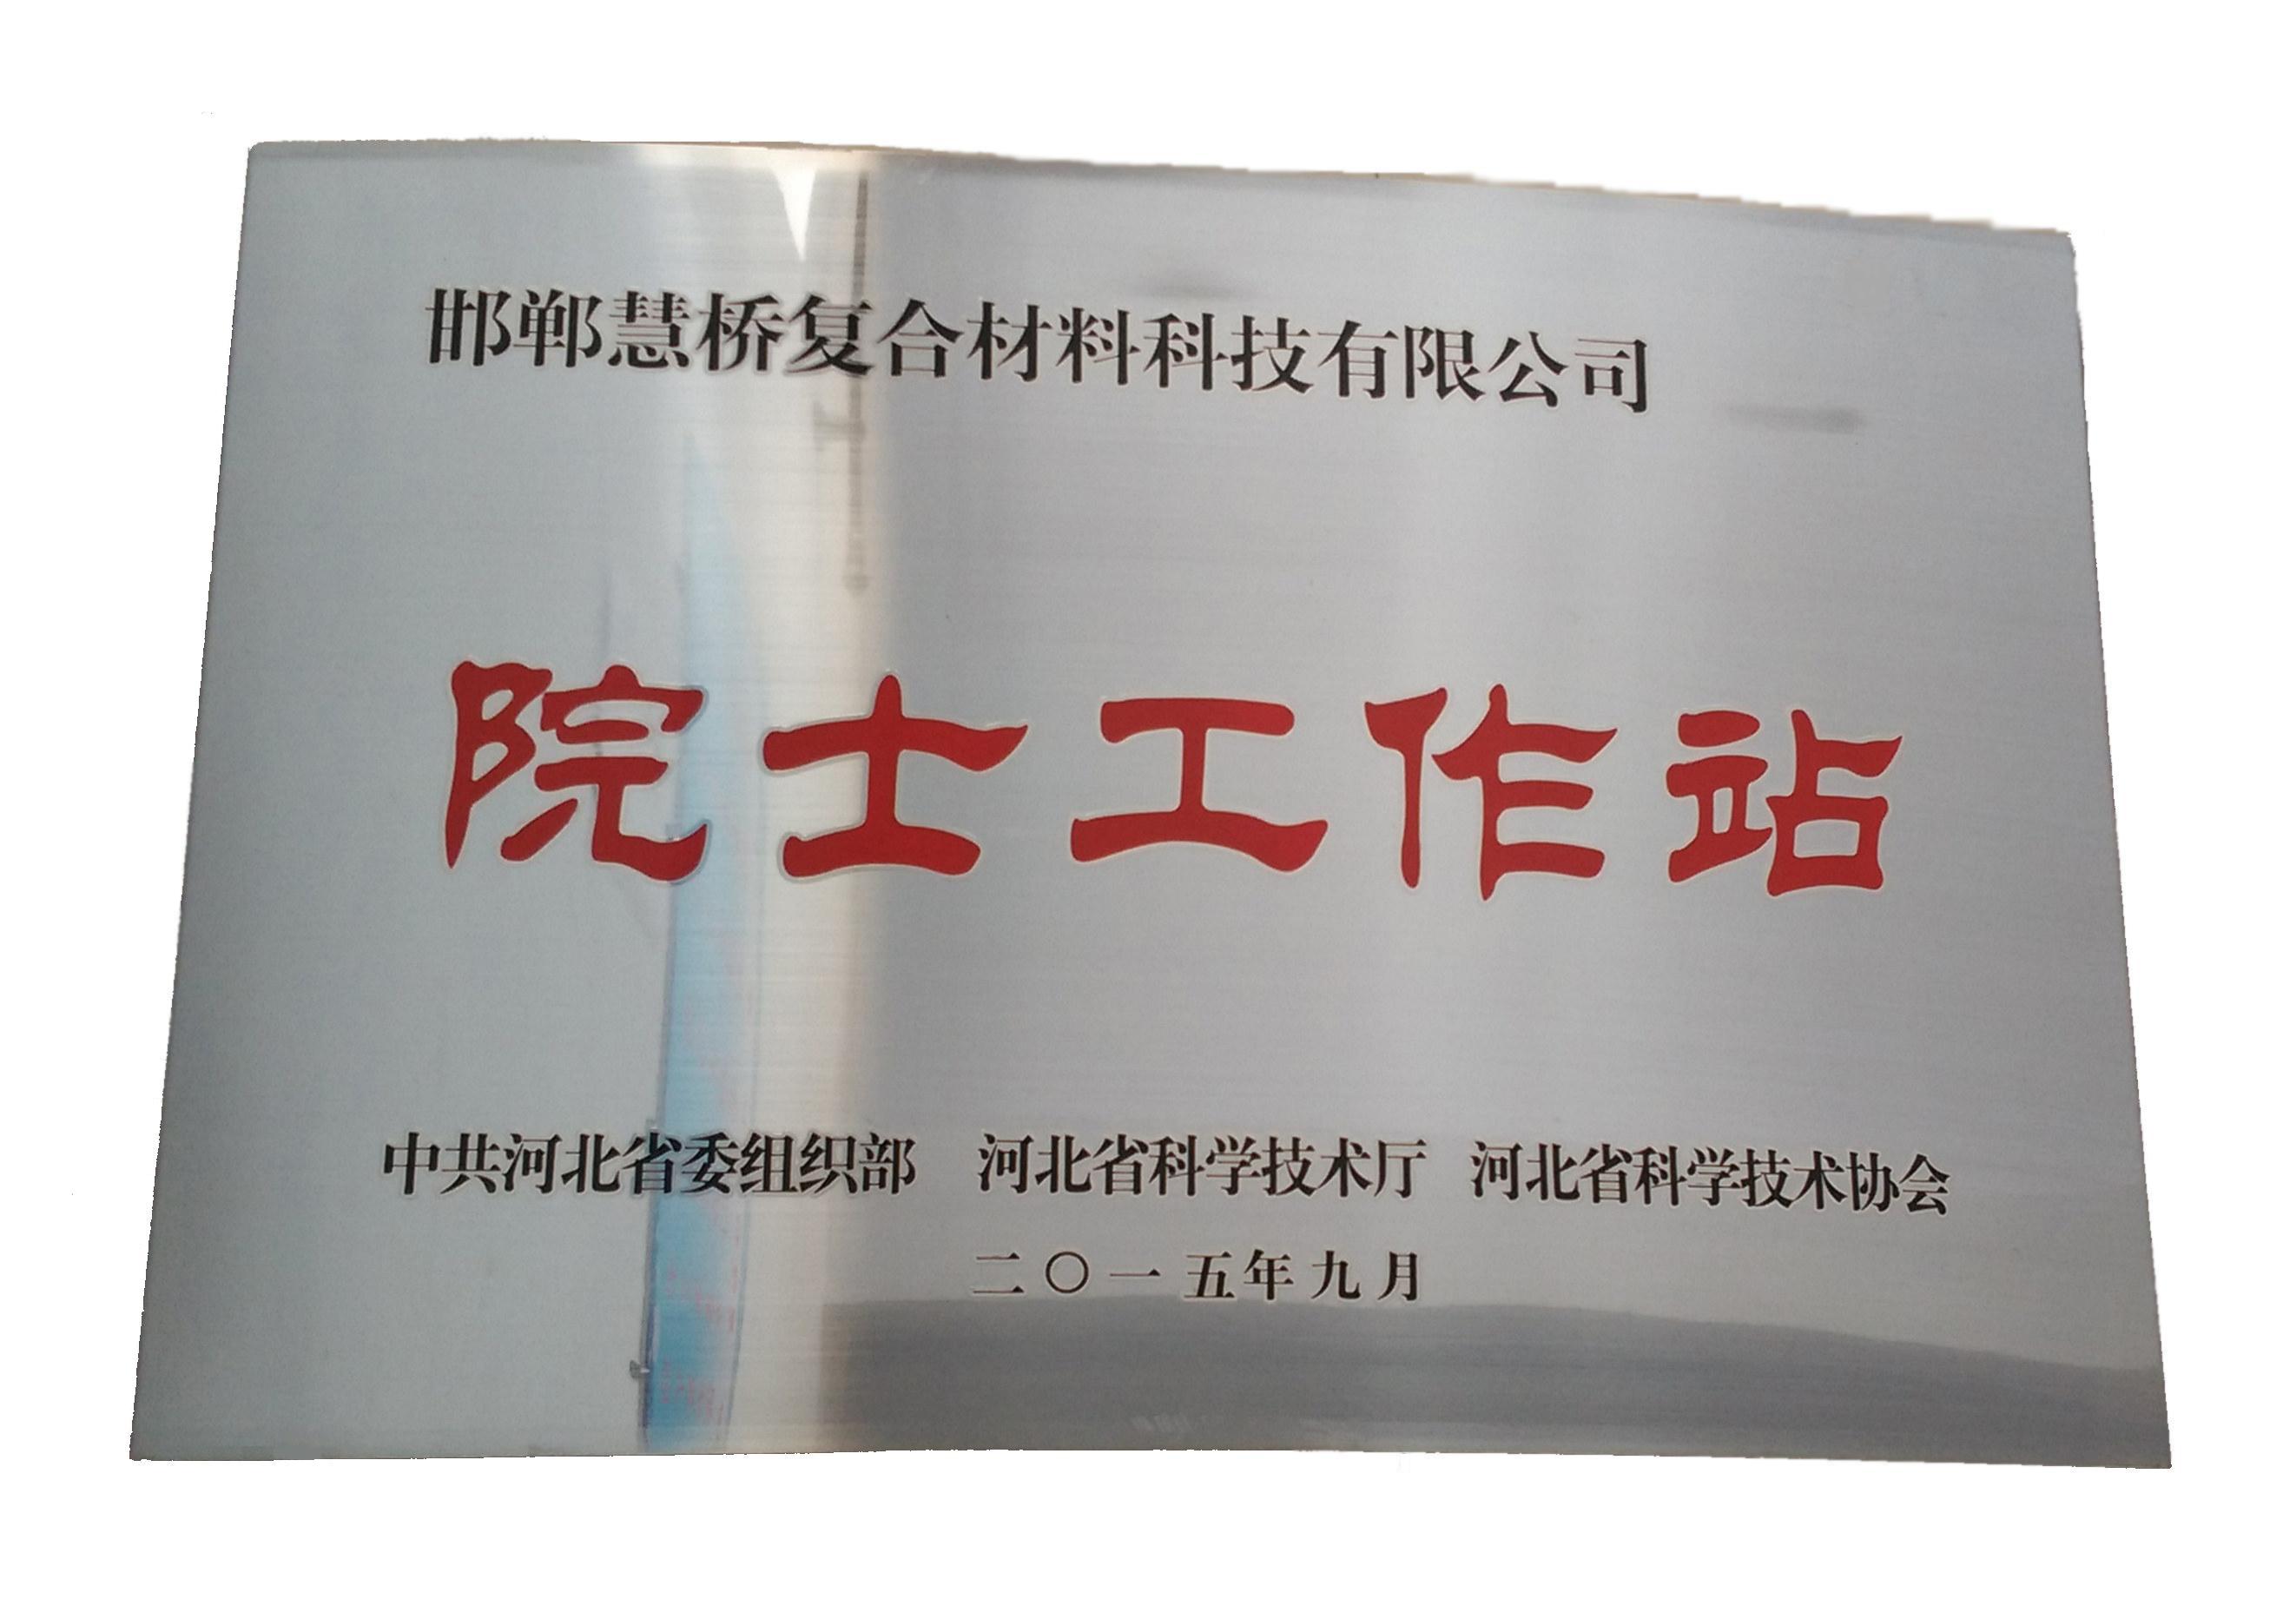 邯郸慧桥复合材料科技有限公司
院士工作站
中共河北省委组织部 河北省科学技术厅 河北省科学技术协会
二〇一五年九月